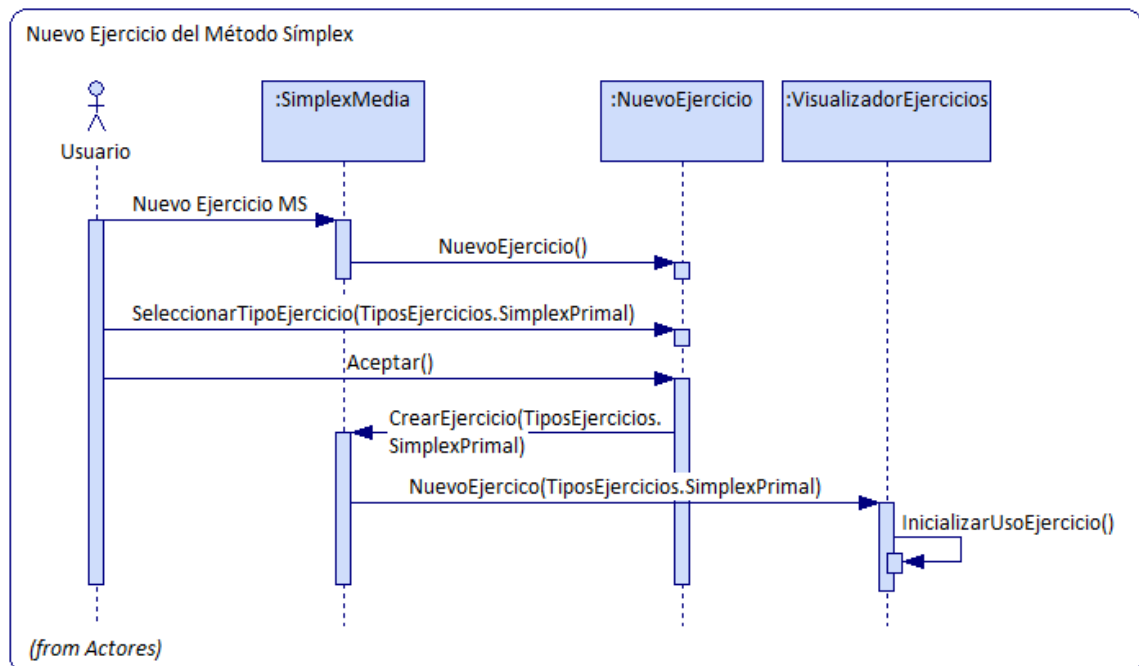 Nuevo Ejercicio del Método Símplex
Usuario
:SimplexMedia
:NuevoEjercicio
:VisualizadorEjercicios
Nuevo Ejercicio MS
NuevoEjercicio()
SeleccionarTipoEjercicio(TiposEjercicios.SimplexPrimal)
Aceptar()
CrearEjercicio(TiposEjercicios.
SimplexPrimal)
NuevoEjercico(TiposEjercicios.SimplexPrimal)
InicializarUsoEjercicio()
(from Actores)